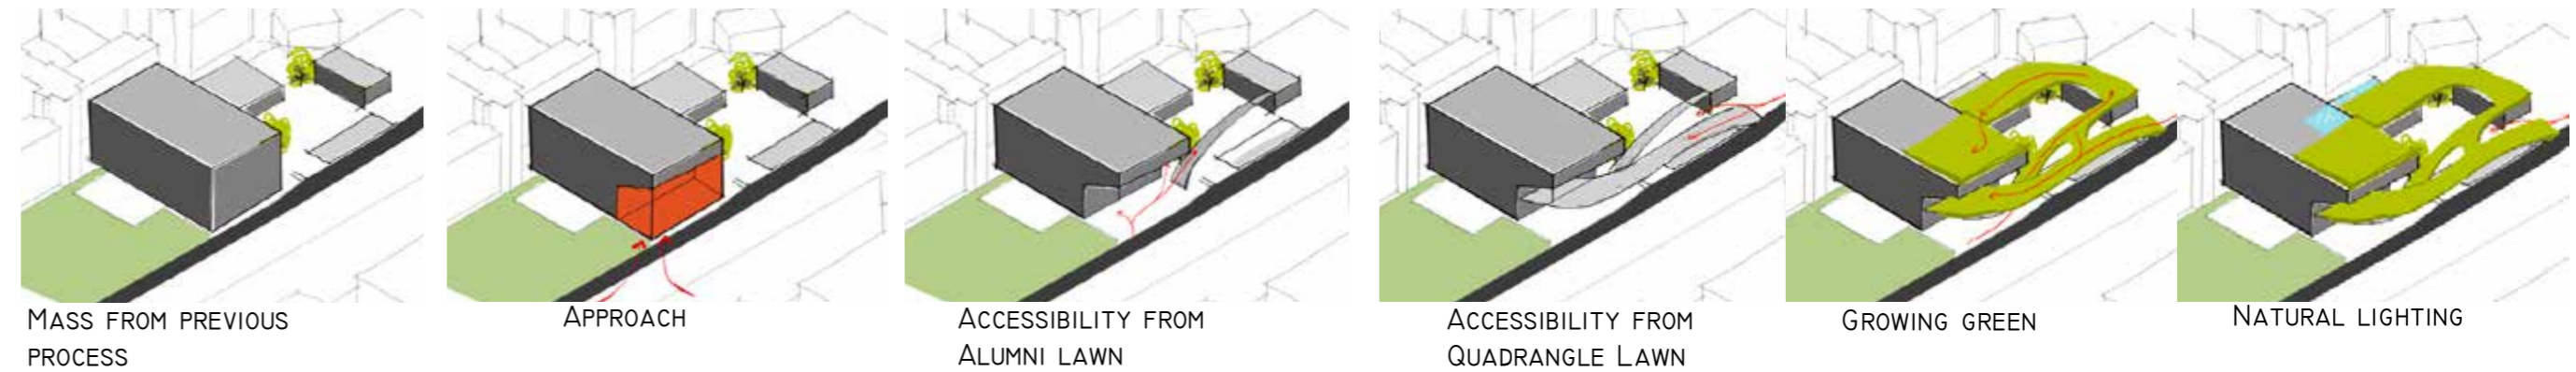 Mass from previous
process
Approach
Accessibility from
Alumni lawn
Accessibility from
Quadrangle Lawn
Growing green
Natural lighting